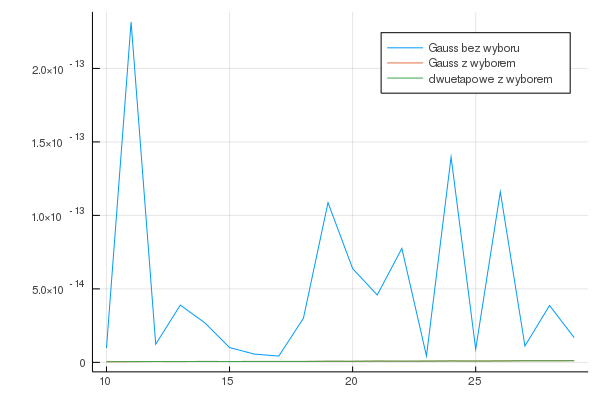 Gauss bez wyboru
Gauss z wyborem
dwuetapowe z wyborem
2.0×10 - 13
1.5×10 - 13
1.0×10 - 13
5.0×10 - 14
0
10 15 20 25